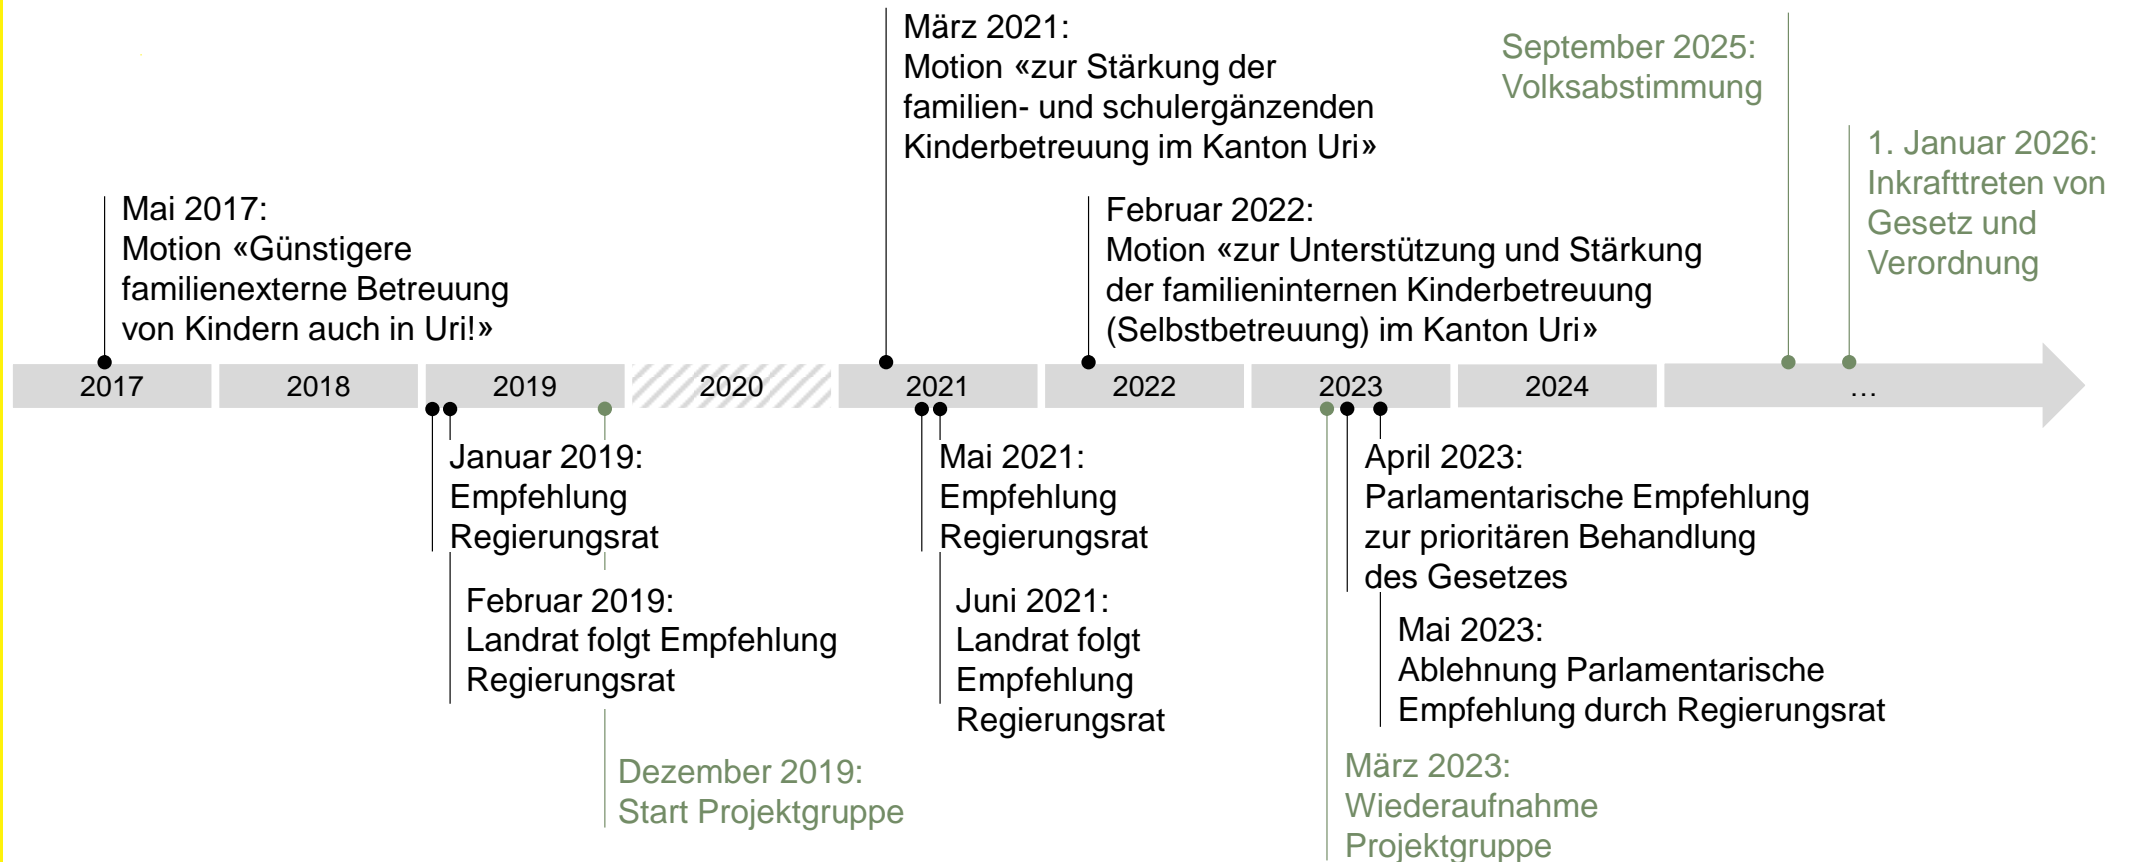 März 2021:
Motion «zur Stärkung der
familien- und schulergänzenden
Kinderbetreuung im Kanton Uri»
September 2025:
Volksabstimmung
1. Januar 2026:
Inkrafttreten von
Gesetz und
Verordnung
Mai 2017:
Motion «Günstigere
familienexterne Betreuung
von Kindern auch in Uri!»
Februar 2022:
Motion «zur Unterstützung und Stärkung
der familieninternen Kinderbetreuung
(Selbstbetreuung) im Kanton Uri»
2017 2018 2019 2020 2021 2022 2023 2024 …
Januar 2019:
Empfehlung
Regierungsrat
Februar 2019:
Landrat folgt Empfehlung
Regierungsrat
Dezember 2019:
Start Projektgruppe
Mai 2021:
Empfehlung
Regierungsrat
Juni 2021:
Landrat folgt
Empfehlung
Regierungsrat
April 2023:
Parlamentarische Empfehlung
zur prioritären Behandlung
des Gesetzes
Mai 2023:
Ablehnung Parlamentarische
Empfehlung durch Regierungsrat
März 2023:
Wiederaufnahme
Projektgruppe